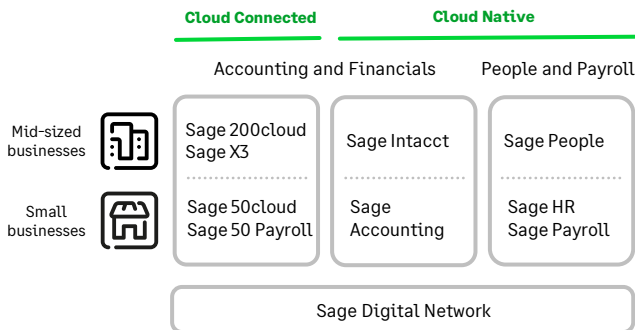 Cloud Connected
Cloud Native
Accounting and Financials
People and Payroll
Mid-sized
businesses
Sage 200cloud
Sage X3
Sage Intacct
Sage People
Small
businesses
Sage 50cloud
Sage 50 Payroll
Sage
Accounting
Sage HR
Sage Payroll
Sage Digital Network